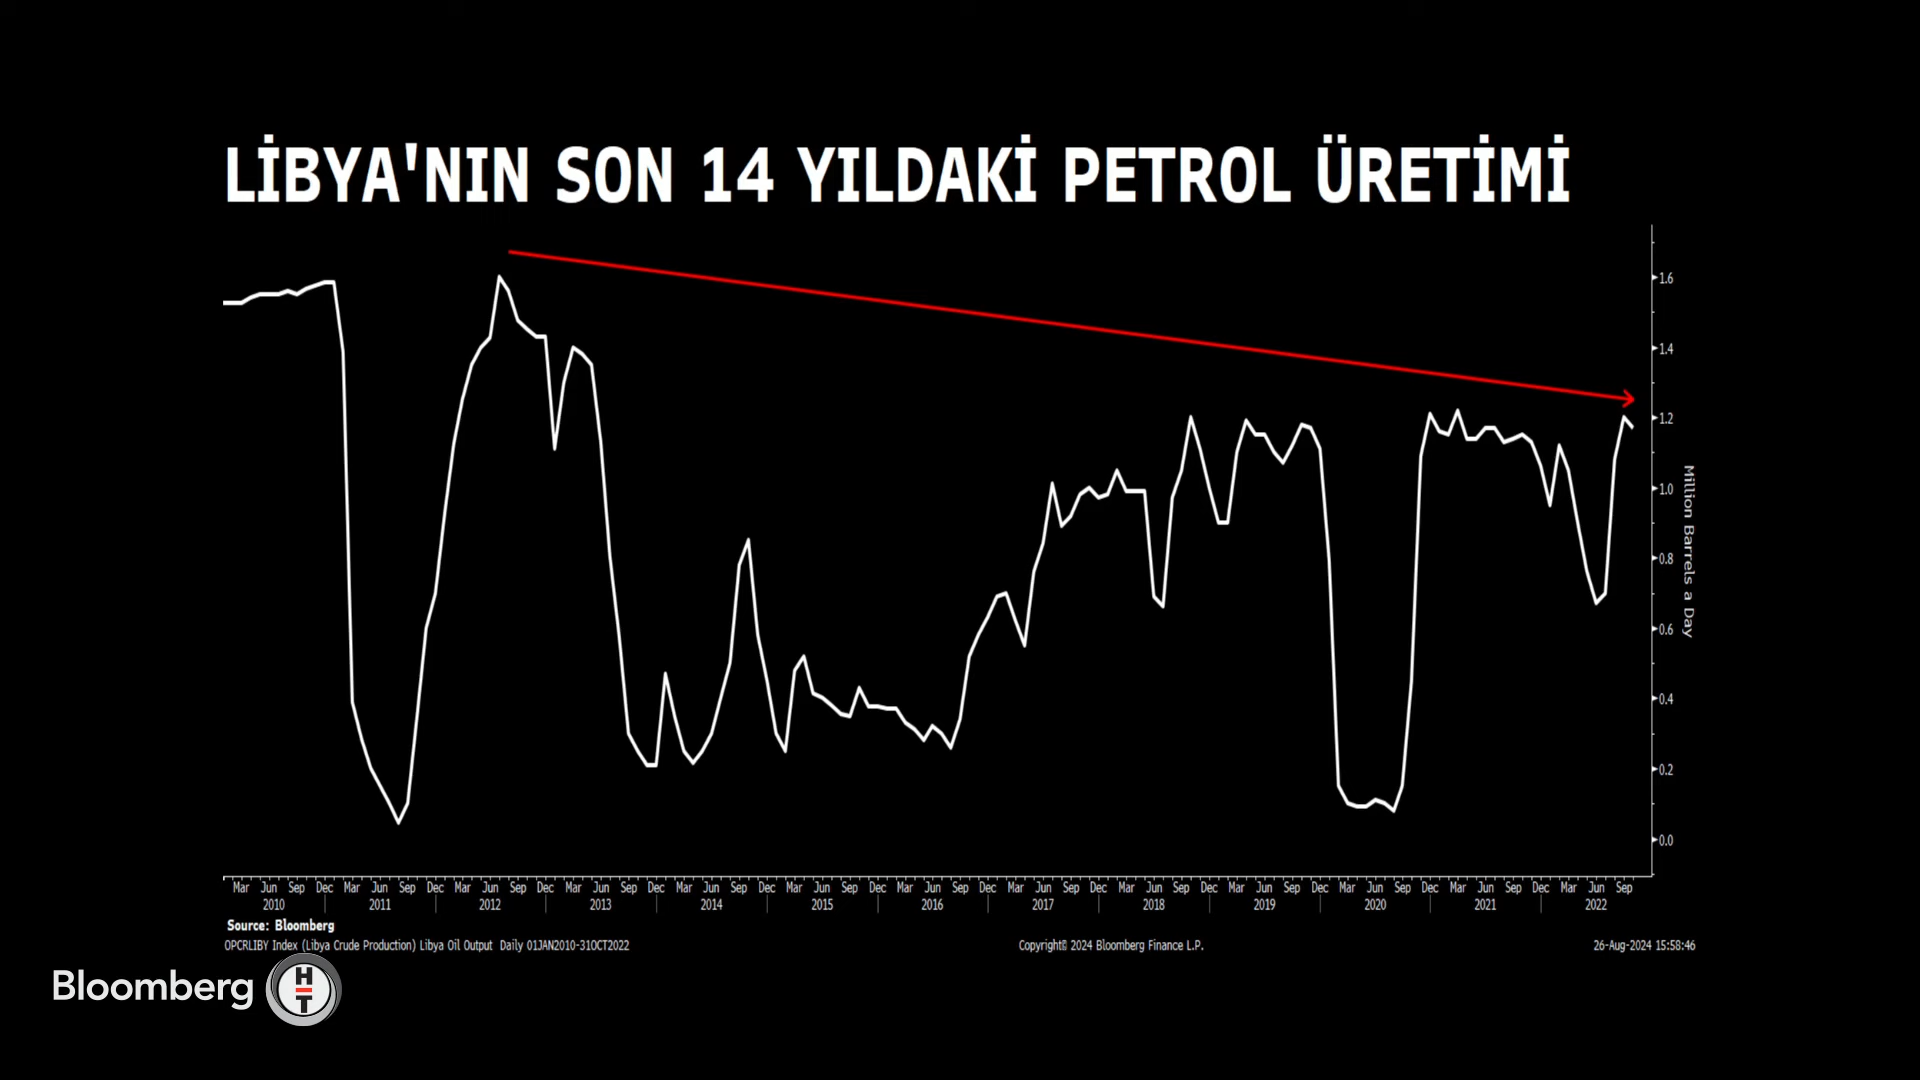 LİBYA'NIN SON 14 YILDAKİ PETROL ÜRETİMİ
1.6
1.4
1.2
1.0
0.8
0.6
0.4
0.2
0.0
Million Barrels a Day
Mar Jun Sep Dec Mar Jun Sep Dec Mar Jun Sep Dec Mar Jun Sep Dec Mar Jun Sep Dec Mar Jun Sep Dec Mar Jun Sep Dec Mar Jun Sep Dec Mar Jun Sep Dec Mar Jun Sep Dec Mar Jun Sep Dec Mar Jun Sep Dec Mar Jun Sep
2010 2011 2012 2013 2014 2015 2016 2017 2018 2019 2020 2021 2022
Source: Bloomberg
OPCRLIBY Index (Libya Crude Production) Libya Oil Output Daily 01JAN2010-31OCT2022 Copyright© 2024 Bloomberg Finance L.P. 26-Aug-2024 15:58:46
Bloomberg HT